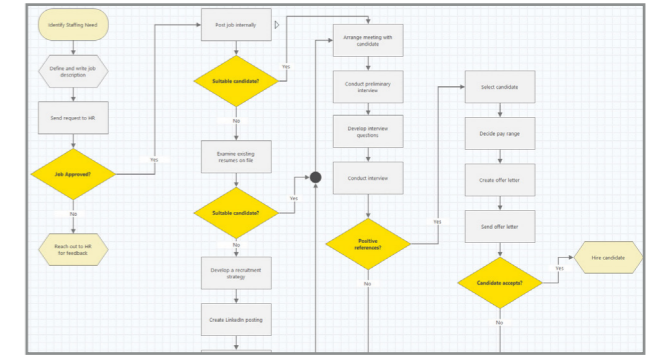 Identify Staffing Need
Define and write job
description
Send request to HR
Job Approved?
Yes
No
Reach out to HR
for feedback
Post job internally
Suitable candidate?
Yes
No
Examine existing
resumes on file
Suitable candidate?
Yes
No
Develop a recruitment
strategy
Create LinkedIn posting
Arrange meeting with
candidate
Conduct preliminary
interview
Develop interview
questions
Conduct interview
Positive
references?
Yes
No
Select candidate
Decide pay range
Create offer letter
Send offer letter
Candidate accepts?
Yes
No
Hire candidate